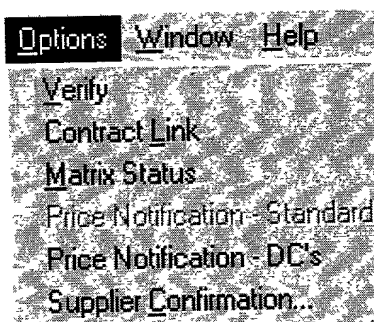 Options Window Help
Verify
Contract Link
Matrix Status
Price Notification - Standard
Price Notification - DC's
Supplier Confirmation...